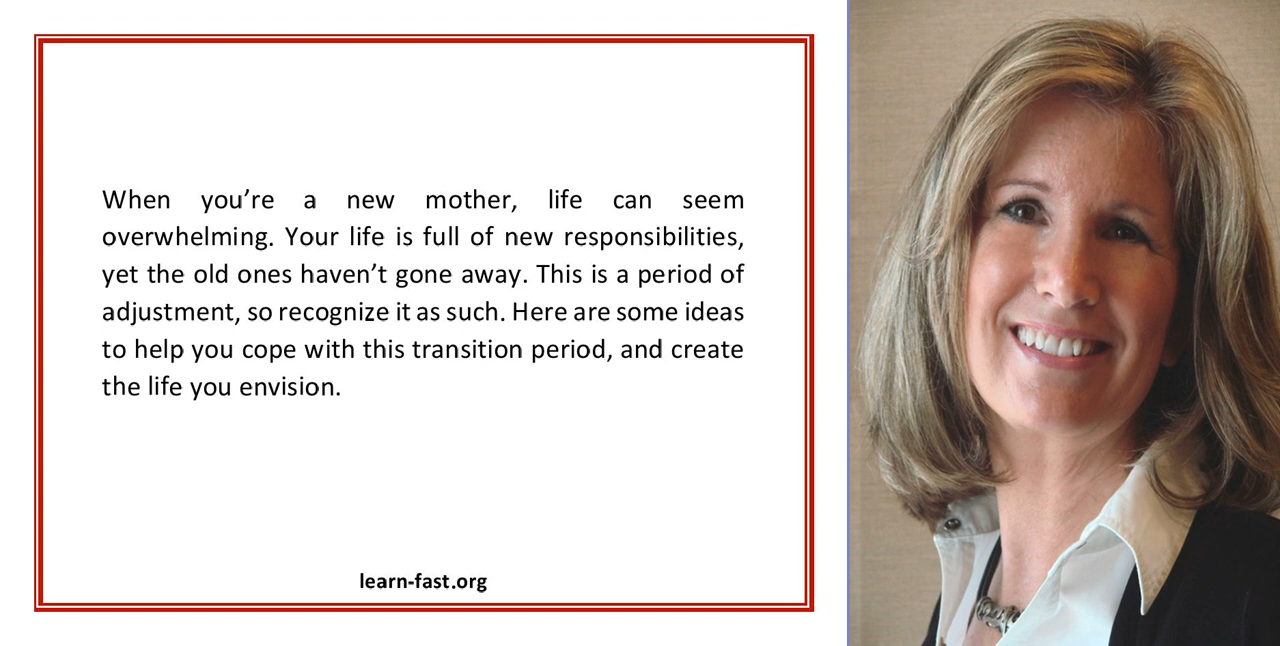 When you’re a new mother, life can seem
overwhelming. Your life is full of new responsibilities,
yet the old ones haven’t gone away. This is a period of
adjustment, so recognize it as such. Here are some ideas
to help you cope with this transition period, and create
the life you envision.
learn-fast.org